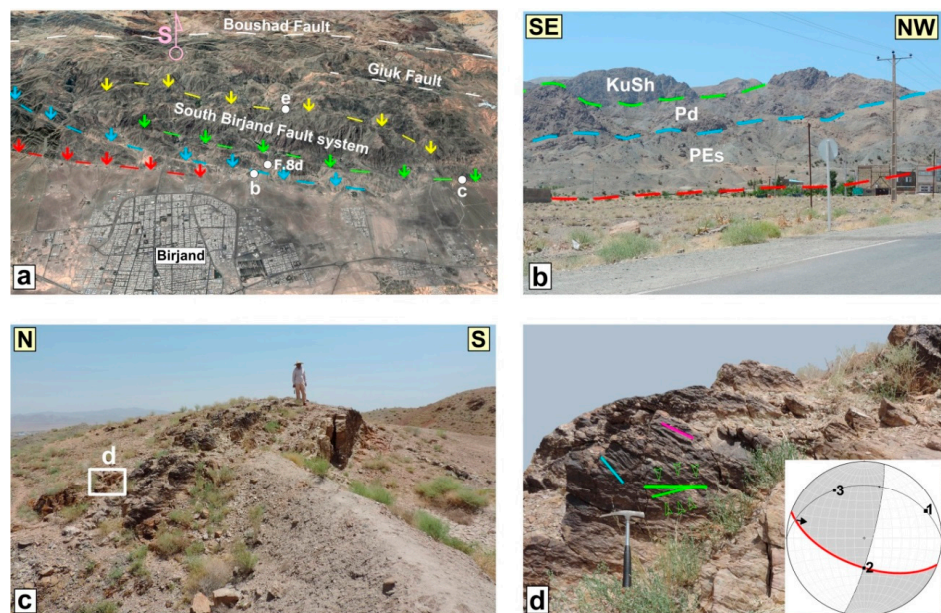 S
Boushad Fault
Giuk Fault
e
South Birjand Fault system
F.8d
b
c
Birjand
a
SE
NW
KuSh
Pd
PEs
b
N
S
d
c
3
1
2
d